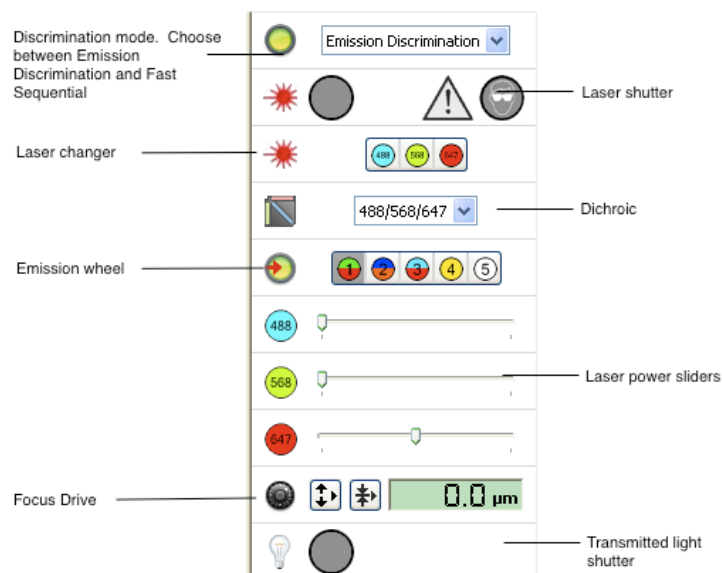 Discrimination mode. Choose
between Emission
Discrimination and Fast
Sequential
Emission Discrimination
Laser shutter
Laser changer
488 568 647
488/568/647
Dichroic
Emission wheel
1 2 3 4 5
488
568
Laser power sliders
647
Focus Drive
0.0 µm
Transmitted light
shutter